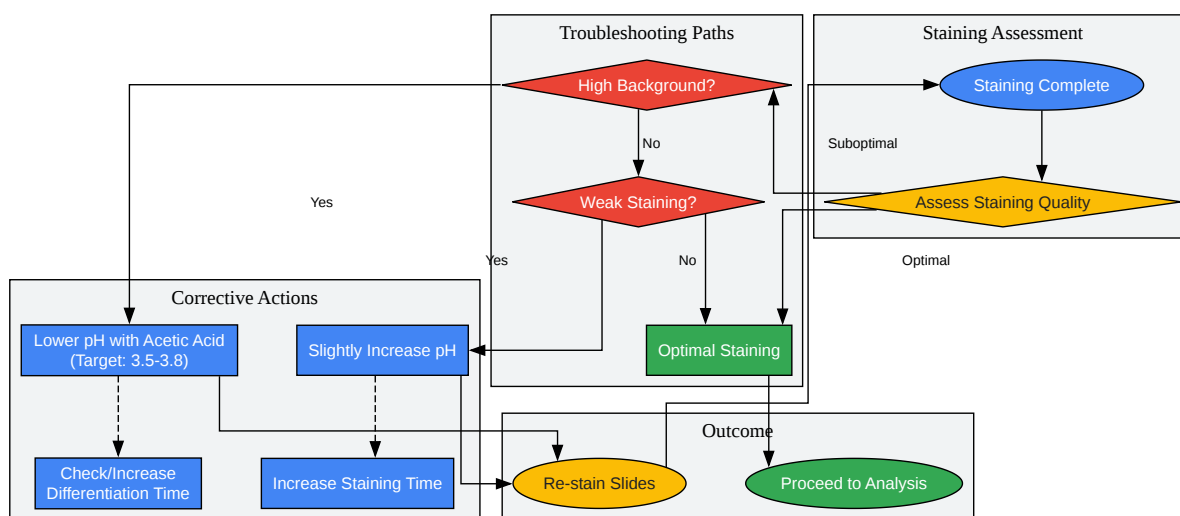 Troubleshooting Paths
Staining Assessment
High Background?
Staining Complete
No
Suboptimal
Yes
Weak Staining?
Assess Staining Quality
Yes
No
Optimal
Corrective Actions
Lower pH with Acetic Acid
(Target: 3.5-3.8)
Slightly Increase pH
Optimal Staining
Outcome
Check/Increase
Differentiation Time
Increase Staining Time
Re-stain Slides
Proceed to Analysis